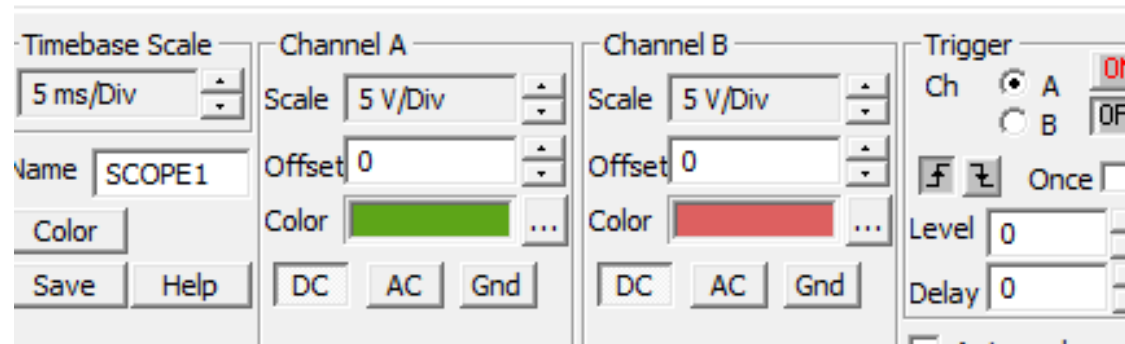 Timebase Scale
5 ms/Div
Name SCOPE1
Color
Save Help
Channel A
Scale 5 V/Div
Offset 0
Color ...
DC AC Gnd
Channel B
Scale 5 V/Div
Offset 0
Color ...
DC AC Gnd
Trigger
Ch A
B
Once
Level 0
Delay 0